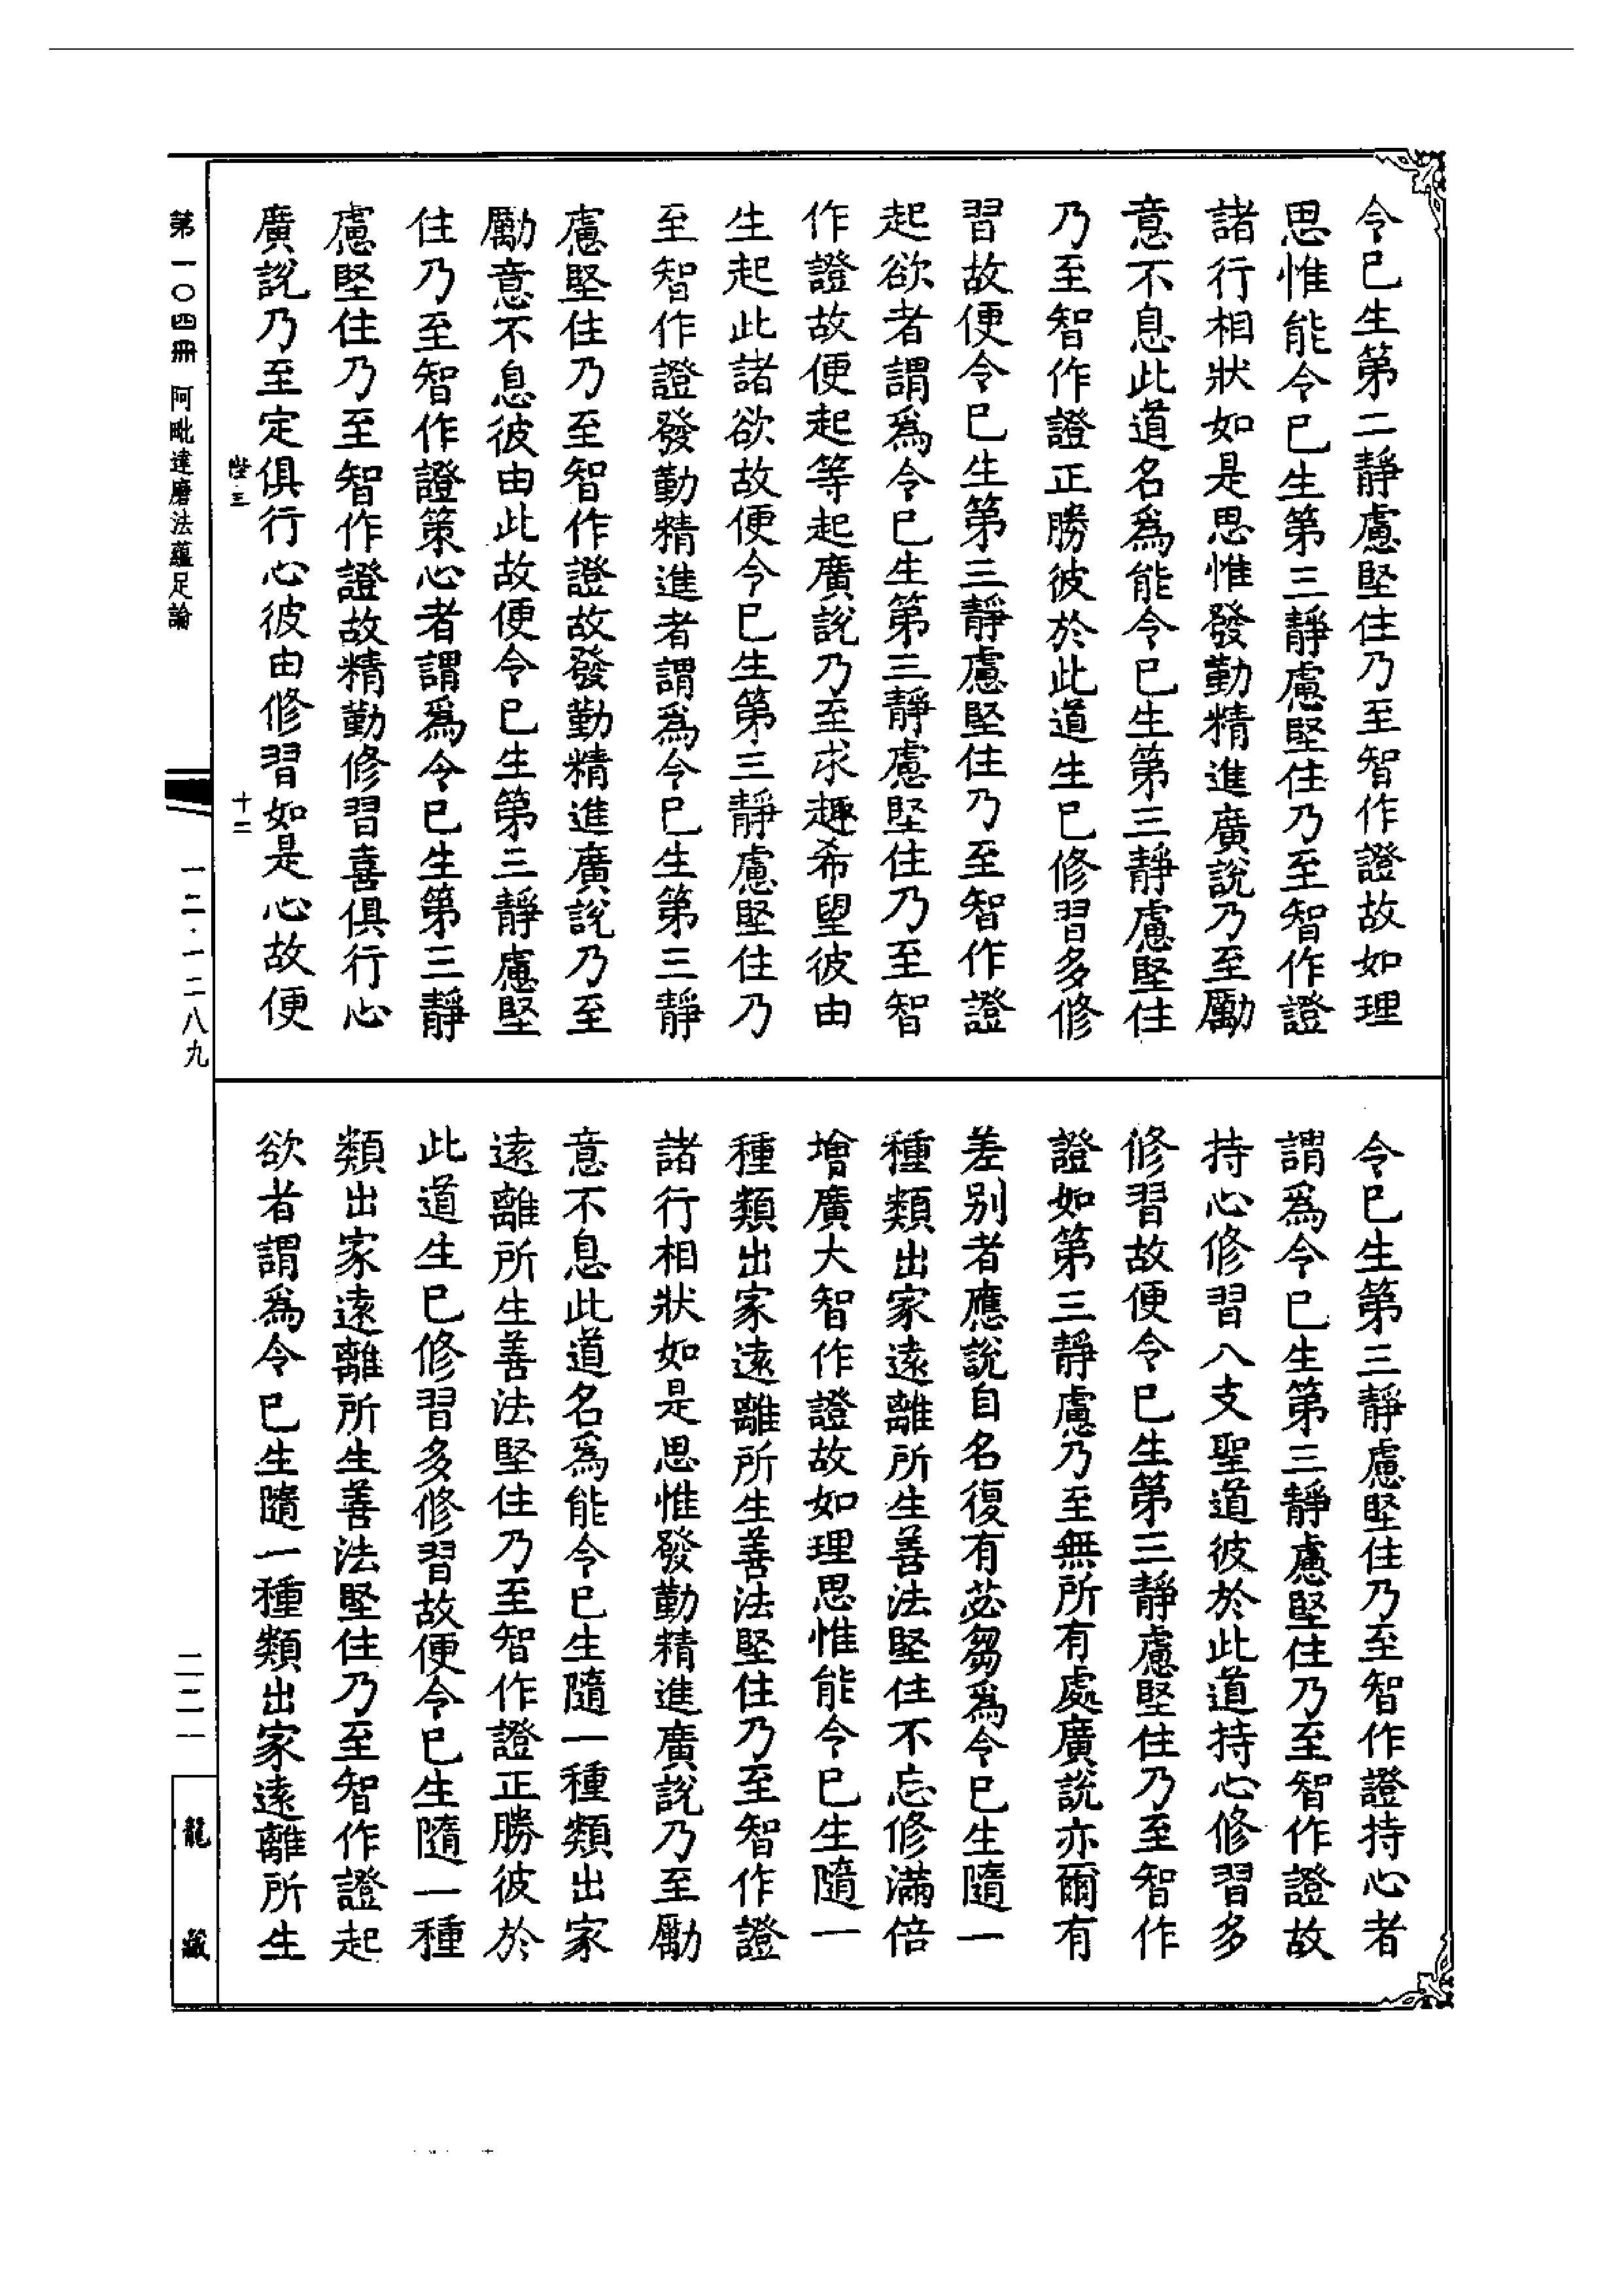 令已生第二靜慮堅住乃至智作證故如理
思惟能令已生第三靜慮堅住乃至智作證
諸行相狀如是思惟發勤精進廣說乃至勵
意不息此道名爲能令已生第三靜慮堅住
乃至智作證正勝彼於此道生已修習多修
習故便令已生第三靜慮堅住乃至智作證
起欲者謂爲令已生第三靜慮堅住乃至智
作證故便起等起廣說乃至求趣希望彼由
生起此諸欲故便令已生第三靜慮堅住乃
至智作證發勤精進者謂爲令已生第三靜
慮堅住乃至智作證故發勤精進廣說乃至
勵意不息彼由此故便令已生第三靜慮堅
住乃至智作證策心者謂爲令已生第三靜
慮堅住乃至智作證故精勤修習喜俱行心
廣說乃至定俱行心彼由修習如是心故便
令已生第三靜慮堅住乃至智作證持心者
謂爲令已生第三靜慮堅住乃至智作證故
持心修習八支聖道彼於此道持心修習多
修習故便令已生第三靜慮堅住乃至智作
證如第三靜慮乃至無所有處廣說亦爾有
差别者應說自名復有苾芻爲令已生隨一
種類出家遠離所生善法堅住不忘修滿倍
增廣大智作證故如理思惟能令已生隨一
種類出家遠離所生善法堅住乃至智作證
諸行相狀如是思惟發勤精進廣說乃至勵
意不息此道名爲能令已生隨一種類出家
遠離所生善法堅住乃至智作證正勝彼於
此道生已修習多修習故便令已生隨一種
類出家遠離所生善法堅住乃至智作證起
欲者謂爲令已生隨一種類出家遠離所生
陛三
十二
第一〇四冊 阿毗達磨法蘊足論
一二·一二八九
二二一
龍藏